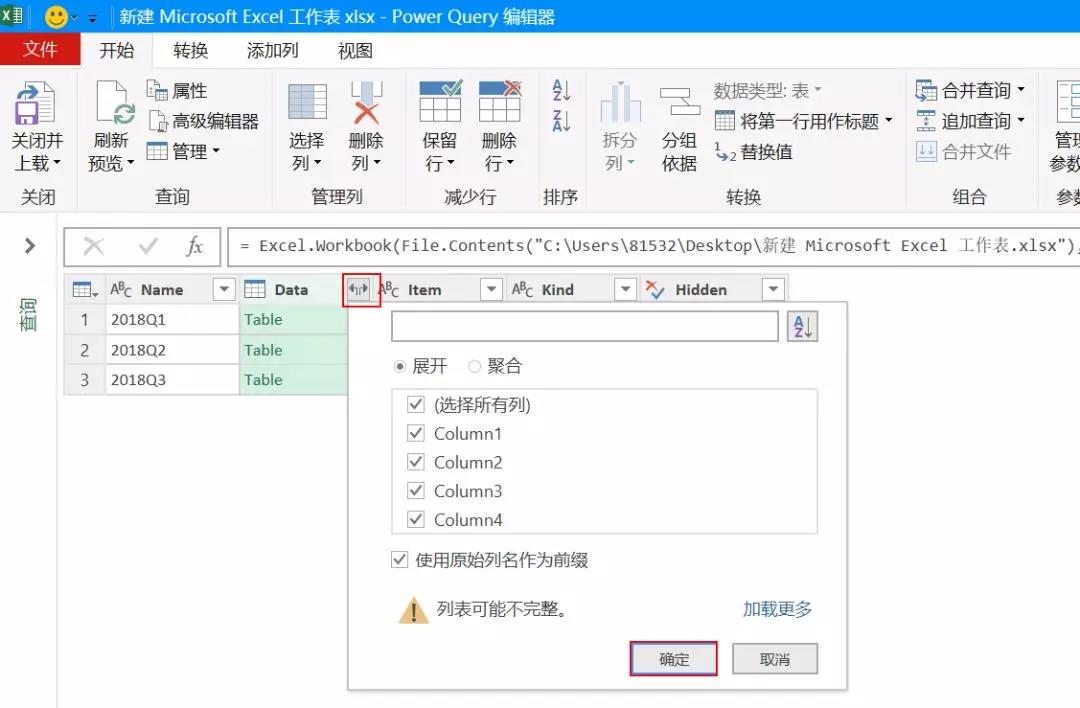 新建 Microsoft Excel 工作表 xlsx - Power Query 编辑器
文件 开始 转换 添加列 视图
关闭并上载
刷新预览
属性
高级编辑器
管理
选择列
删除列
保留行
删除行
拆分列
分组依据
数据类型: 表
将第一行用作标题
替换值
合并查询
追加查询
合并文件
管理
参数
关闭 查询 管理列 减少行 排序 转换 组合
fx = Excel.Workbook(File.Contents("C:\Users\81532\Desktop\新建 Microsoft Excel 工作表.xlsx"),
查询
ABC Name Data ABC Item ABC Kind Hidden
1 2018Q1 Table
2 2018Q2 Table
3 2018Q3 Table
展开 聚合
(选择所有列)
Column1
Column2
Column3
Column4
使用原始列名作为前缀
列表可能不完整。 加载更多
确定 取消